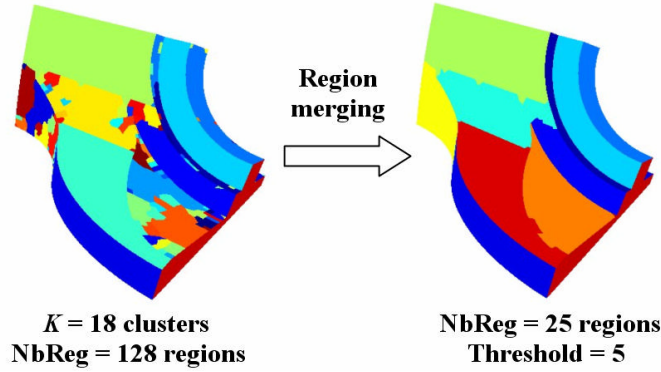 Region
merging
K = 18 clusters
NbReg = 128 regions
NbReg = 25 regions
Threshold = 5